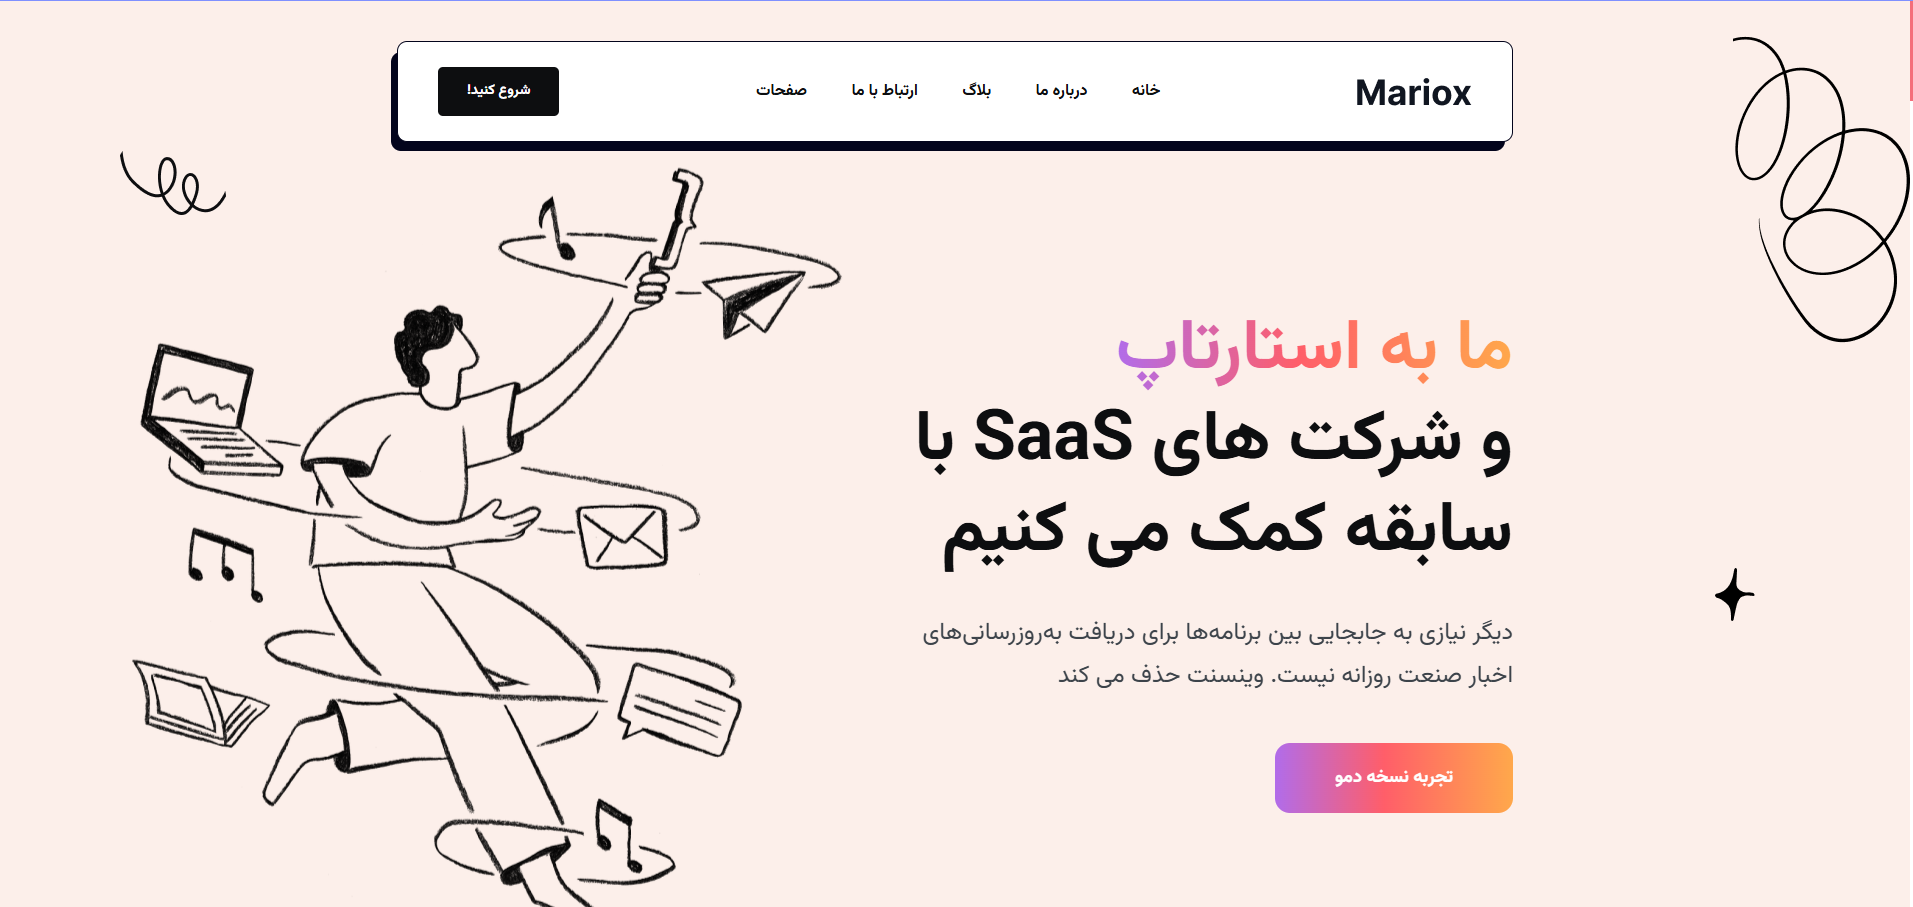 Mariox
خانه
درباره ما
بلاگ
ارتباط با ما
صفحات
شروع کنید!
ما به استارتاپ
و شرکت های SaaS با
سابقه کمک می کنیم
دیگر نیازی به جابجایی بین برنامه‌ها برای دریافت به‌روزرسانی‌های
اخبار صنعت روزانه نیست. وینسنت حذف می کند
تجربه نسخه دمو